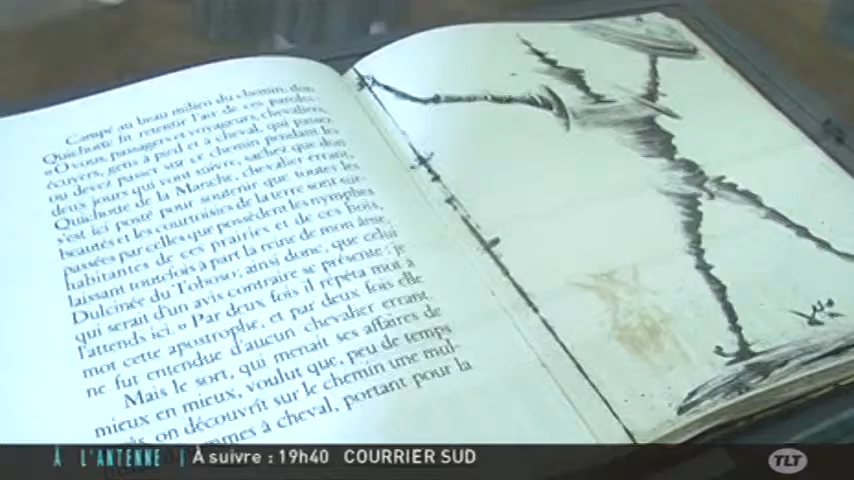 Campé au beau milieu du chemin, don
Quichotte fit retentir l'air de ces paroles :
« Ô vous, passagers et voyageurs, chevaliers,
écuyers, gens à pied et à cheval, qui passez
ou devez passer sur ce chemin pendant les
deux jours qui vont suivre, sachez que don
Quichotte de la Manche, chevalier errant,
s'est ici posté pour soutenir que toutes les
beautés et les courtoisies de la terre sont sur-
passées par celles que possèdent les nymphes
habitantes de ces prairies et de ces bois,
laissant toutefois à part la reine de mon âme,
Dulcinée du Toboso ; ainsi donc, que celui
qui serait d'un avis contraire se présente : je
l'attends ici. » Par deux fois il répéta mot à
mot cette apostrophe, et par deux fois elle
ne fut entendue d'aucun chevalier errant.
Mais le sort, qui menait ses affaires de
mieux en mieux, voulut que, peu de temps
on découvrit sur le chemin une mul-
à cheval, portant pour la
À L'ANTENNE | À suivre : 19h40 COURRIER SUD
TLT